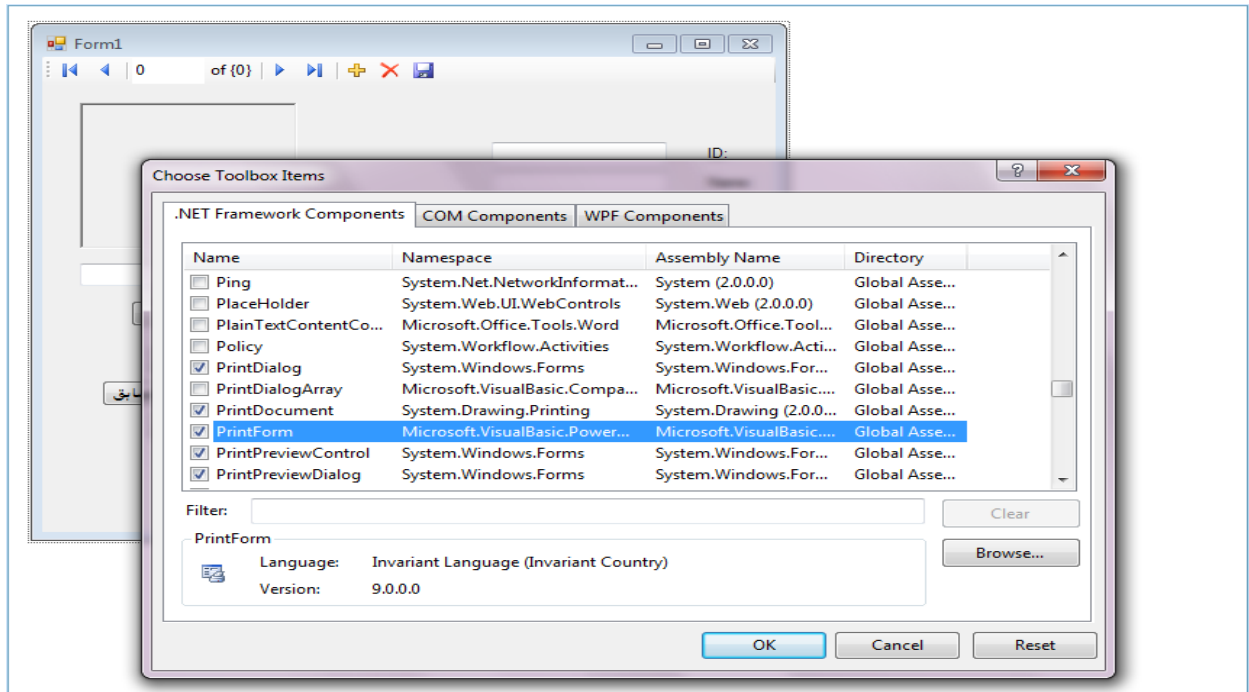 Form1
0 of {0}
ID:
Choose Toolbox Items
.NET Framework Components COM Components WPF Components
Name Namespace Assembly Name Directory
Ping System.Net.NetworkInformat... System (2.0.0.0) Global Asse...
PlaceHolder System.Web.UI.WebControls System.Web (2.0.0.0) Global Asse...
PlainTextContentCo... Microsoft.Office.Tools.Word Microsoft.Office.Tool... Global Asse...
Policy System.Workflow.Activities System.Workflow.Acti... Global Asse...
PrintDialog System.Windows.Forms System.Windows.For... Global Asse...
PrintDialogArray Microsoft.VisualBasic.Compa... Microsoft.VisualBasic.... Global Asse...
PrintDocument System.Drawing.Printing System.Drawing (2.0.0... Global Asse...
PrintForm Microsoft.VisualBasic.Power... Microsoft.VisualBasic.... Global Asse...
PrintPreviewControl System.Windows.Forms System.Windows.For... Global Asse...
PrintPreviewDialog System.Windows.Forms System.Windows.For... Global Asse...
Filter:
Clear
PrintForm
Browse...
Language: Invariant Language (Invariant Country)
Version: 9.0.0.0
OK Cancel Reset